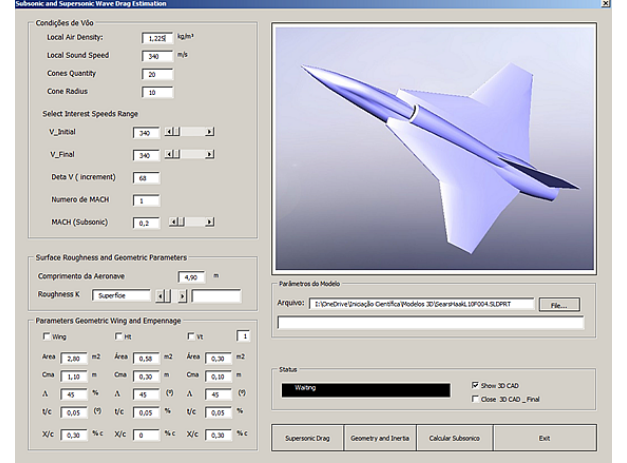 Subsonic and Supersonic Wave Drag Estimation
Condições de Vôo
Local Air Density: 1,225 kg/m³
Local Sound Speed 340 m/s
Cones Quantity 20
Cone Radius 10
Select Interest Speeds Range
V_Initial 340
V_Final 340
Deta V ( increment) 68
Numero de MACH 1
MACH (Subsonic) 0,2
Surface Roughness and Geometric Parameters
Comprimento da Aeronave 4,90 m
Roughness K Superfice
Parameters Geometric Wing and Empennage
Wing Ht Vt 1
Area 2,80 m2 Área 0,58 m2 Área 0,30 m2
Cma 1,10 m Cma 0,30 m Cma 0,10 m
Λ 45 % Λ 45 (º) Λ 45 (º)
t/c 0,05 (º) t/c 0,05 % t/c 0,05 %
X/c 0,30 % c X/c 0 % c X/c 0,30 % c
Parâmetros do Modelo
Arquivo: I:\OneDrive\Iniciação Científica\Modelos 3D\SearsHaakL10F004.SLDPRT File...
Status
Waiting
Show 3D CAD
Close 3D CAD _Final
Supersonic Drag Geometry and Inertia Calcular Subsonico Exit